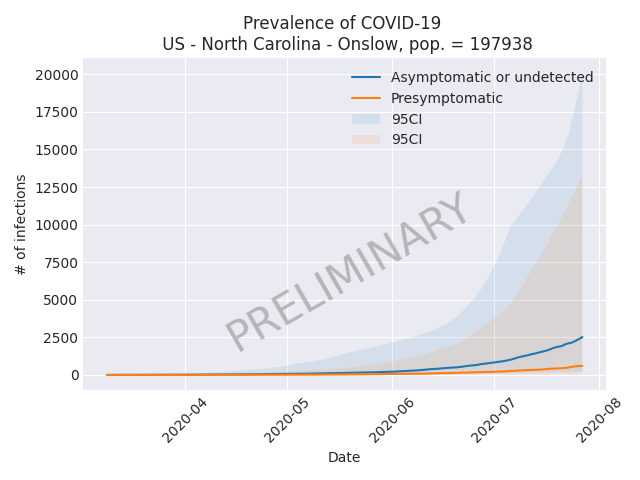 Prevalence of COVID-19
US - North Carolina - Onslow, pop. = 197938
Asymptomatic or undetected
Presymptomatic
95CI
95CI
20000
17500
15000
12500
10000
7500
5000
2500
0
# of infections
PRELIMINARY
2020-04
2020-05
2020-06
2020-07
2020-08
Date